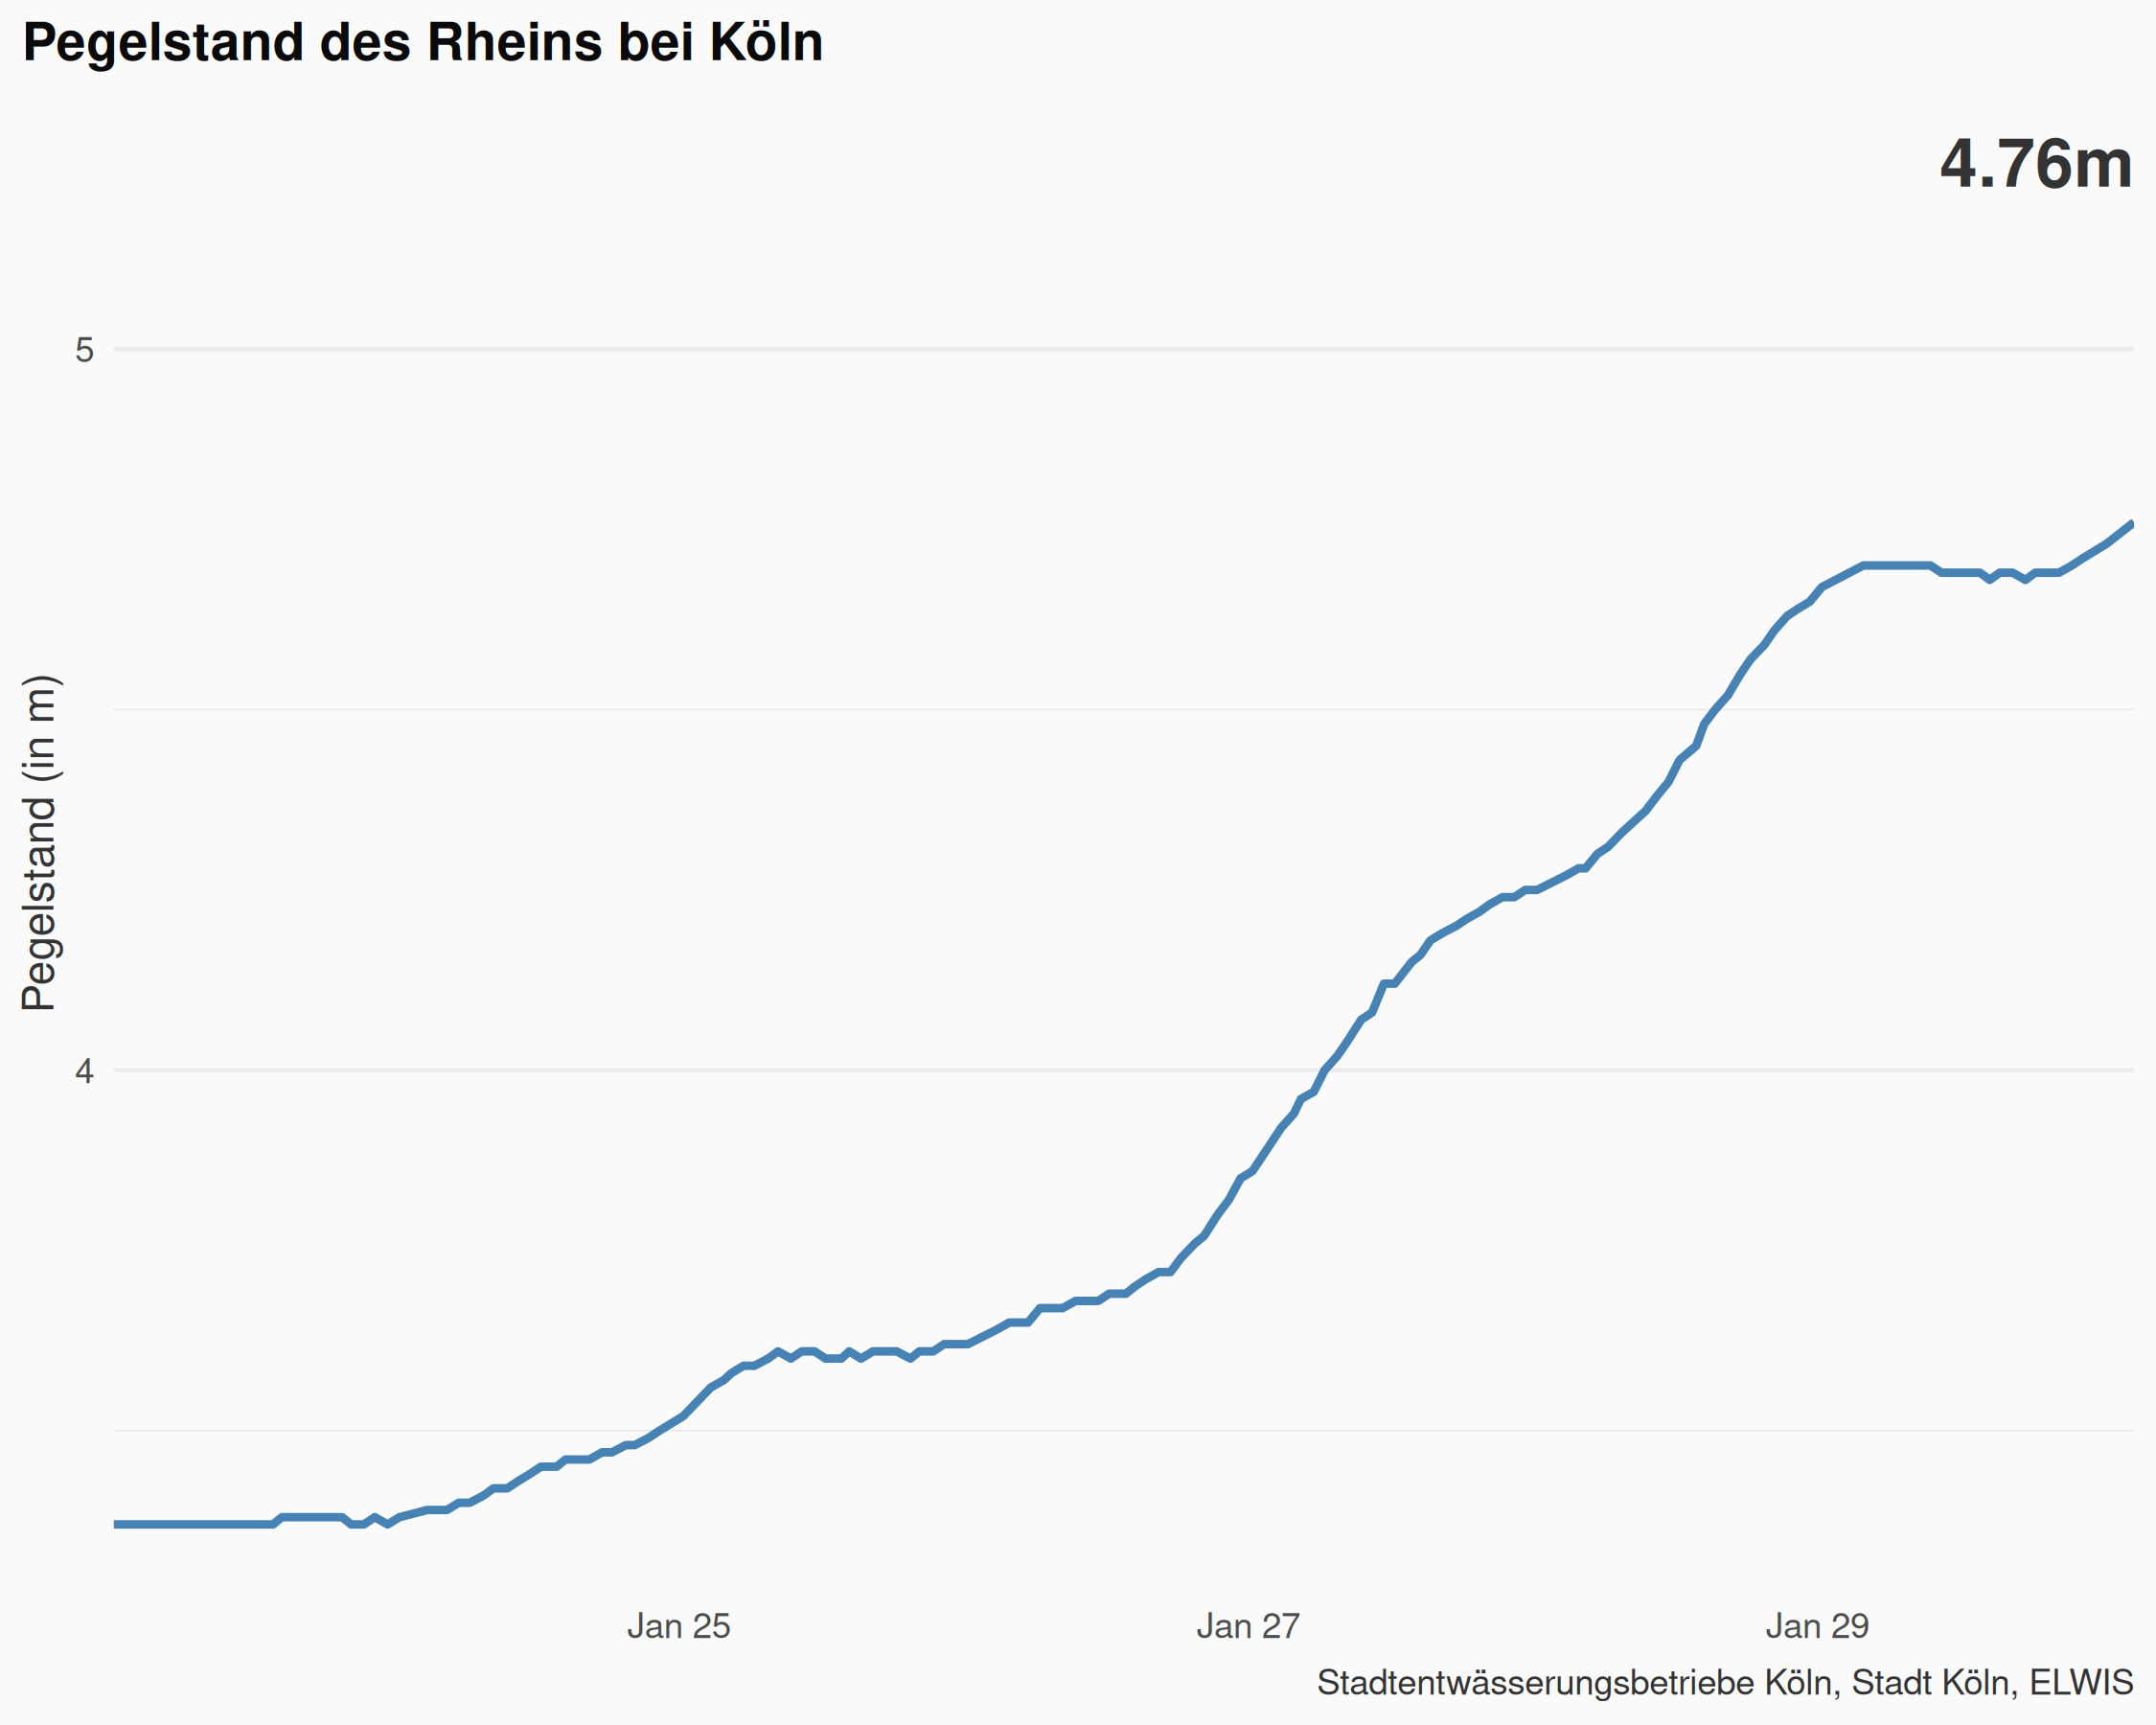 Pegelstand des Rheins bei Köln
4.76m
5
Pegelstand (in m)
4
Jan 25
Jan 27
Jan 29
Stadtentwässerungsbetriebe Köln, Stadt Köln, ELWIS